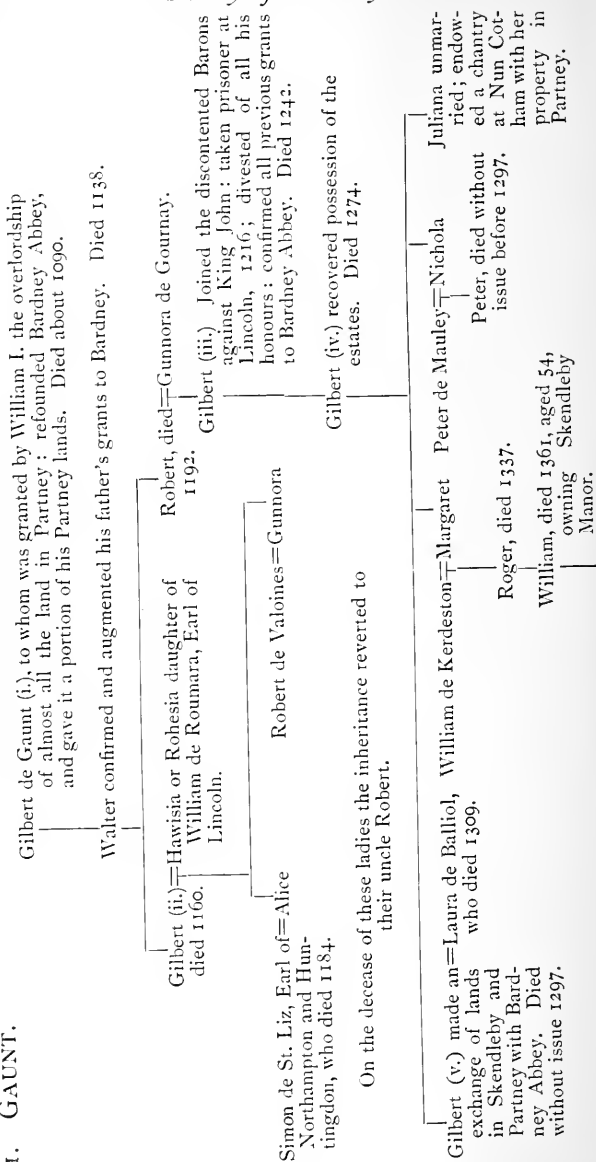 I. GAUNT.
Gilbert de Gaunt (i.), to whom was granted by William I. the overlordship
of almost all the land in Partney : refounded Bardney Abbey,
and gave it a portion of his Partney lands. Died about 1090.
Walter confirmed and augmented his father's grants to Bardney. Died 1138.
Gilbert (ii.)=Hawisia or Rohesia daughter of
died 1160. William de Roumara, Earl of
Lincoln.
Robert, died=Gunnora de Gournay.
1192.
Simon de St. Liz, Earl of=Alice
Northampton and Hun-
tingdon, who died 1184.
Robert de Valoines=Gunnora
Gilbert (iii.) Joined the discontented Barons
against King John : taken prisoner at
Lincoln, 1216 ; divested of all his
honours : confirmed all previous grants
to Bardney Abbey. Died 1242.
On the decease of these ladies the inheritance reverted to
their uncle Robert.
Gilbert (iv.) recovered possession of the
estates. Died 1274.
Gilbert (v.) made an=Laura de Balliol,
exchange of lands who died 1309.
in Skendleby and
Partney with Bard-
ney Abbey. Died
without issue 1297.
William de Kerdeston=Margaret
Roger, died 1337.
William, died 1361, aged 54,
owning Skendleby
Manor.
Peter de Mauley=Nichola
Peter, died without
issue before 1297.
Juliana unmar-
ried; endow-
ed a chantry
at Nun Cot-
ham with her
property in
Partney.